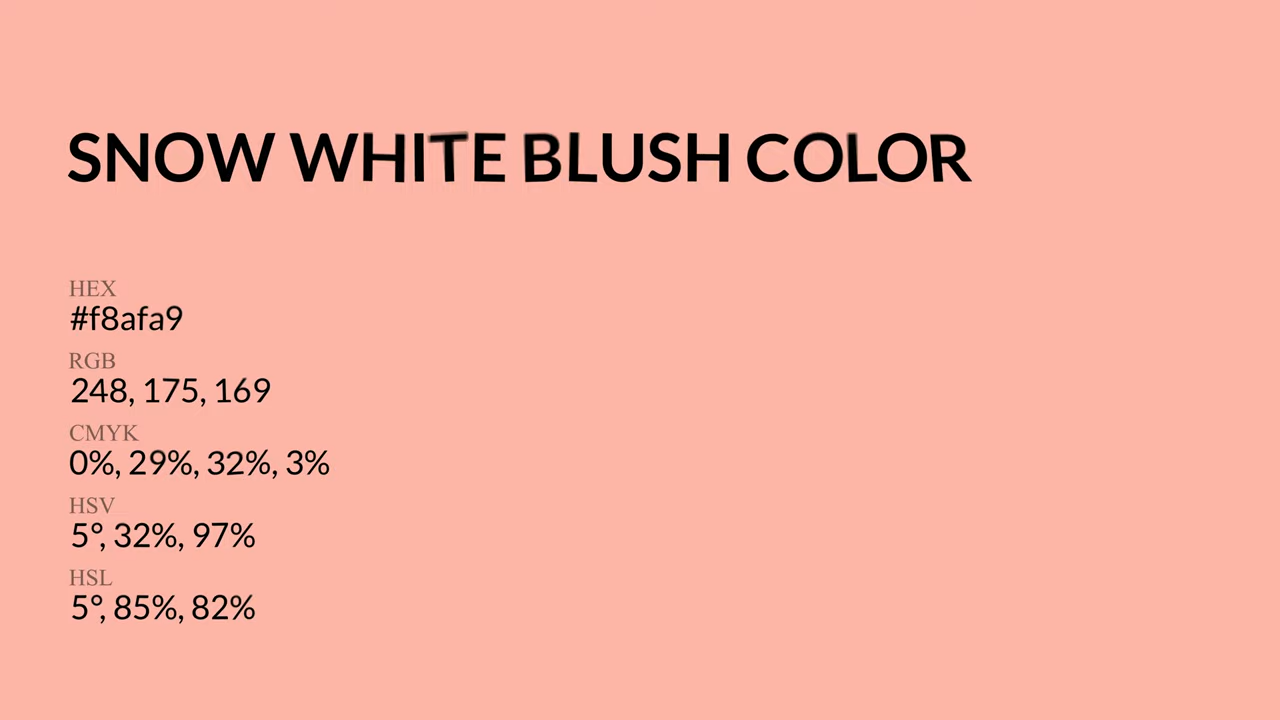 SNOW WHITE BLUSH COLOR
HEX
#f8afa9
RGB
248, 175, 169
CMYK
0%, 29%, 32%, 3%
HSV
5°, 32%, 97%
HSL
5°, 85%, 82%